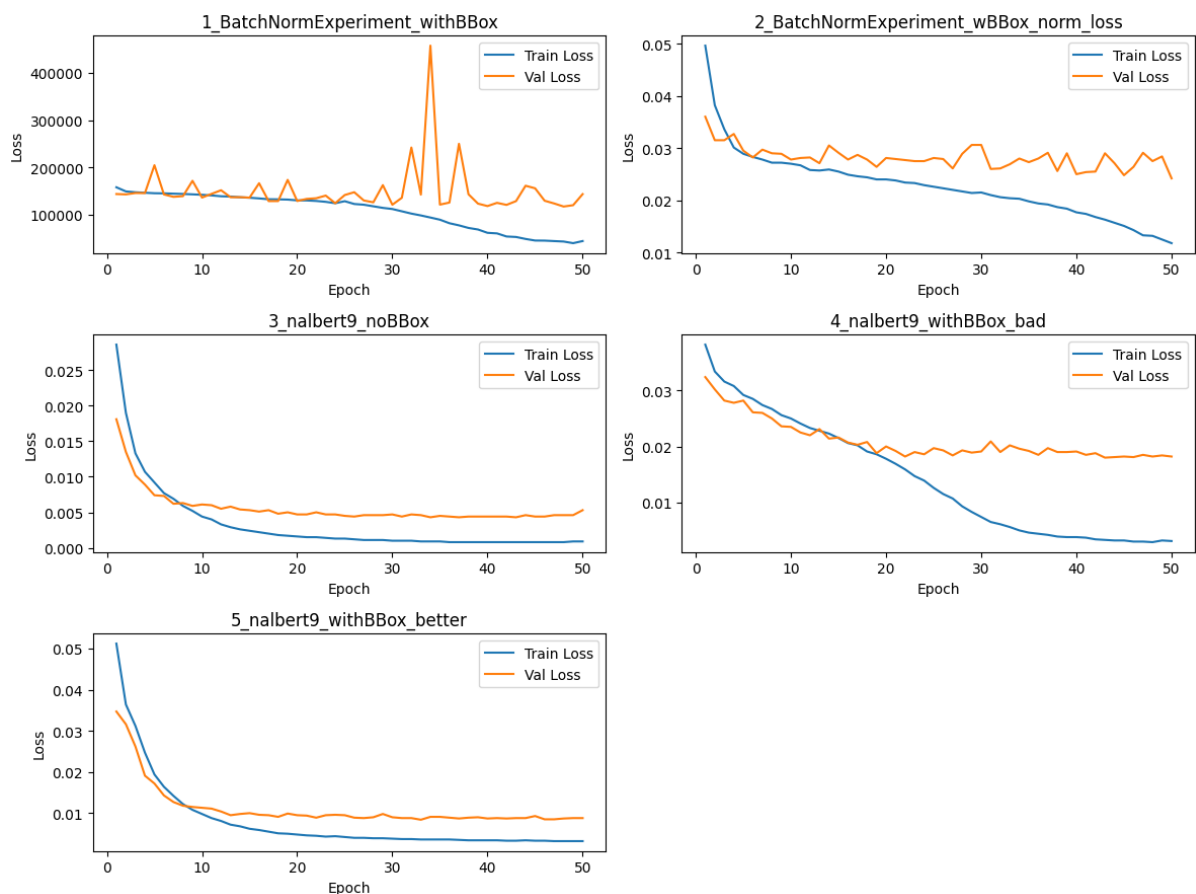 1_BatchNormExperiment_withBBox
Loss
400000
300000
200000
100000
0 10 20 30 40 50
Epoch
Train Loss
Val Loss
2_BatchNormExperiment_wBBox_norm_loss
Loss
0.05
0.04
0.03
0.02
0.01
0 10 20 30 40 50
Epoch
Train Loss
Val Loss
3_nalbert9_noBBox
Loss
0.025
0.020
0.015
0.010
0.005
0.000
0 10 20 30 40 50
Epoch
Train Loss
Val Loss
4_nalbert9_withBBox_bad
Loss
0.03
0.02
0.01
0 10 20 30 40 50
Epoch
Train Loss
Val Loss
5_nalbert9_withBBox_better
Loss
0.05
0.04
0.03
0.02
0.01
0 10 20 30 40 50
Epoch
Train Loss
Val Loss